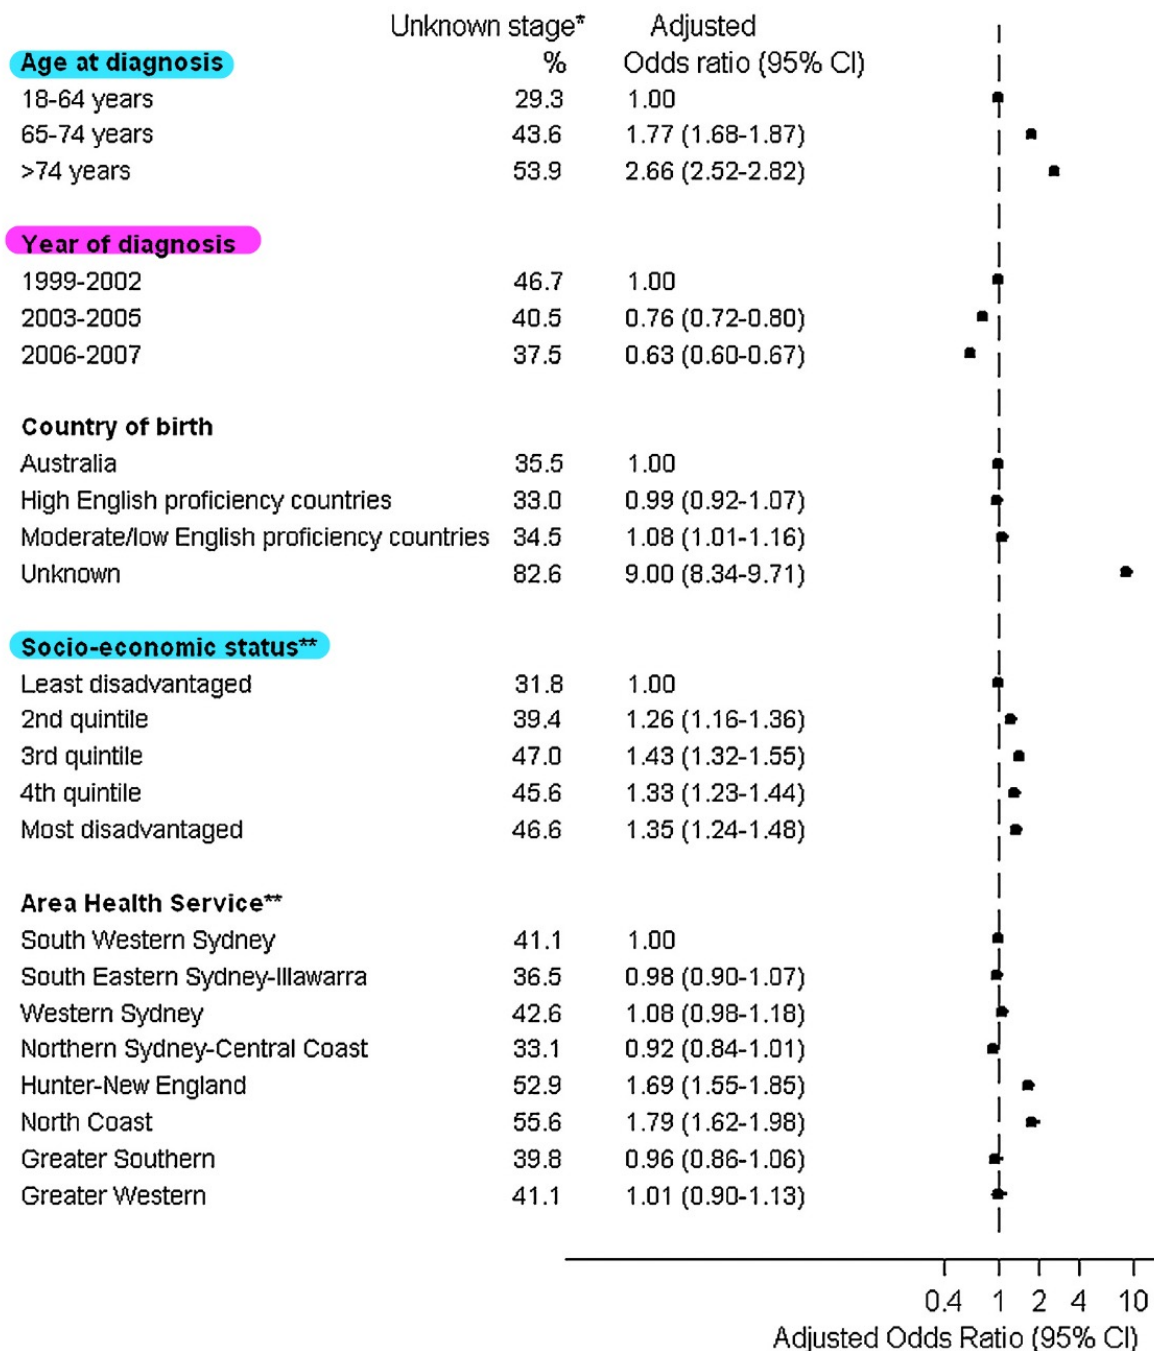 Unknown stage* Adjusted
Age at diagnosis % Odds ratio (95% CI)
18-64 years 29.3 1.00
65-74 years 43.6 1.77 (1.68-1.87)
>74 years 53.9 2.66 (2.52-2.82)
Year of diagnosis
1999-2002 46.7 1.00
2003-2005 40.5 0.76 (0.72-0.80)
2006-2007 37.5 0.63 (0.60-0.67)
Country of birth
Australia 35.5 1.00
High English proficiency countries 33.0 0.99 (0.92-1.07)
Moderate/low English proficiency countries 34.5 1.08 (1.01-1.16)
Unknown 82.6 9.00 (8.34-9.71)
Socio-economic status**
Least disadvantaged 31.8 1.00
2nd quintile 39.4 1.26 (1.16-1.36)
3rd quintile 47.0 1.43 (1.32-1.55)
4th quintile 45.6 1.33 (1.23-1.44)
Most disadvantaged 46.6 1.35 (1.24-1.48)
Area Health Service**
South Western Sydney 41.1 1.00
South Eastern Sydney-Illawarra 36.5 0.98 (0.90-1.07)
Western Sydney 42.6 1.08 (0.98-1.18)
Northern Sydney-Central Coast 33.1 0.92 (0.84-1.01)
Hunter-New England 52.9 1.69 (1.55-1.85)
North Coast 55.6 1.79 (1.62-1.98)
Greater Southern 39.8 0.96 (0.86-1.06)
Greater Western 41.1 1.01 (0.90-1.13)
0.4 1 2 4 10
Adjusted Odds Ratio (95% CI)